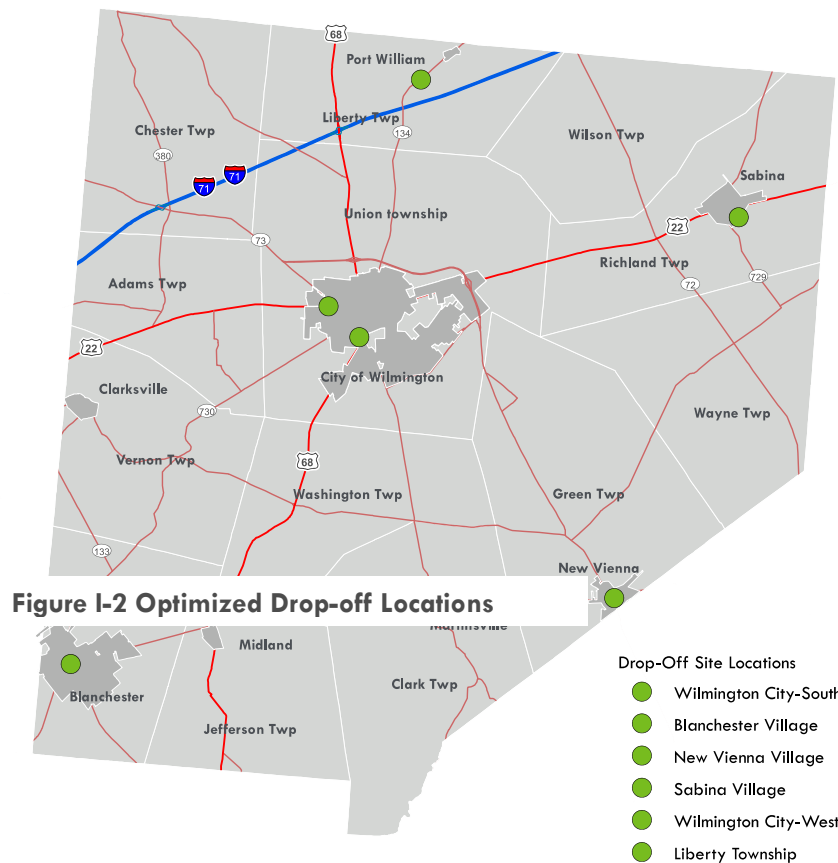 68
Port William
Liberty Twp
134
Chester Twp
Wilson Twp
380
71
71
Sabina
Union township
22
73
Richland Twp
Adams Twp
729
72
22
City of Wilmington
Clarksville
730
Wayne Twp
Vernon Twp
68
Washington Twp
Green Twp
133
New Vienna
Figure I-2 Optimized Drop-off Locations
Martinsville
Midland
Clark Twp
Blanchester
Jefferson Twp
Drop-Off Site Locations
Wilmington City-South
Blanchester Village
New Vienna Village
Sabina Village
Wilmington City-West
Liberty Township